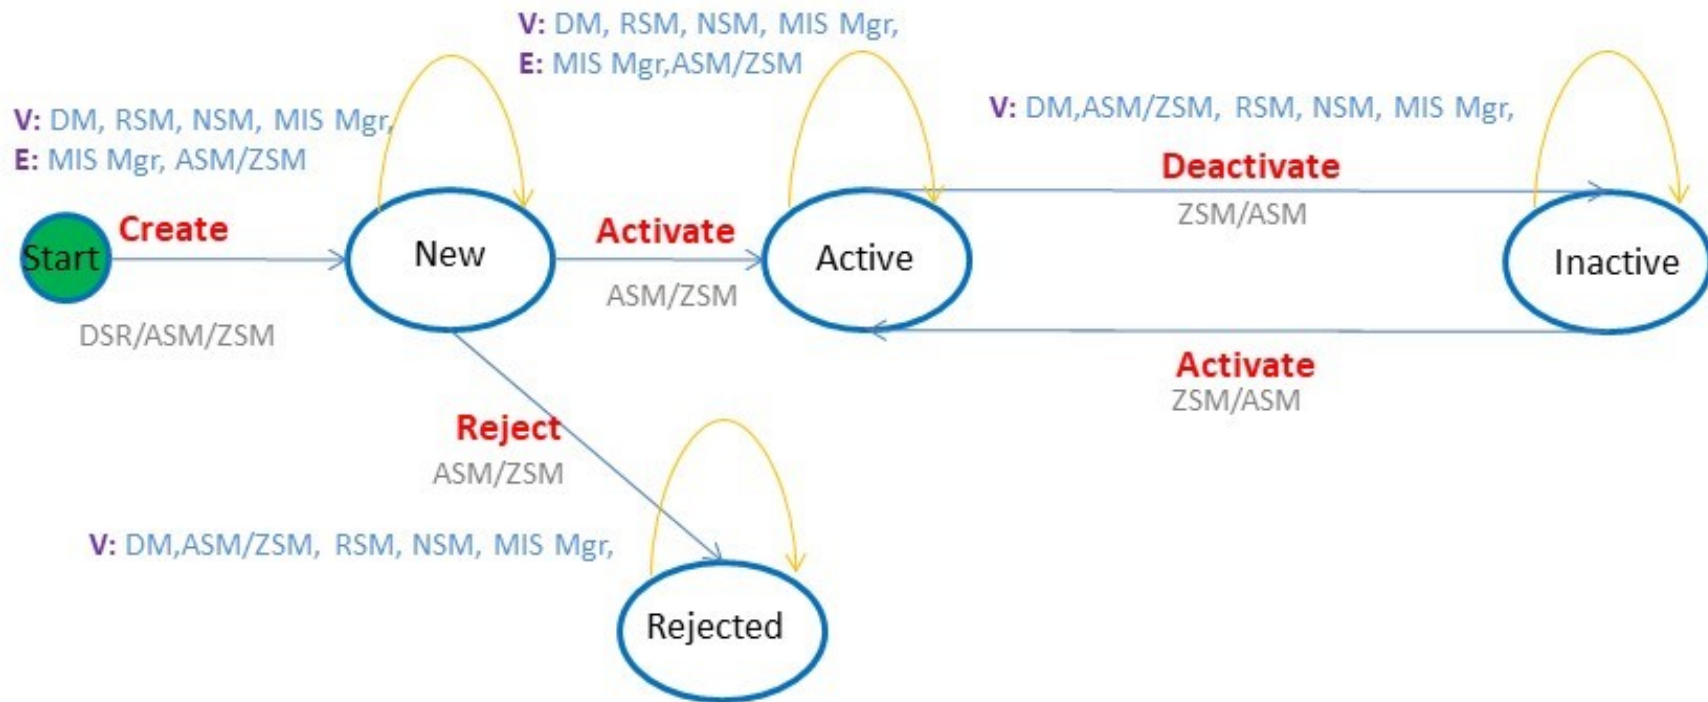 V: DM, RSM, NSM, MIS Mgr,
E: MIS Mgr,ASM/ZSM
V: DM, RSM, NSM, MIS Mgr,
E: MIS Mgr, ASM/ZSM
V: DM,ASM/ZSM, RSM, NSM, MIS Mgr,
Deactivate
ZSM/ASM
Start
Create
DSR/ASM/ZSM
New
Activate
ASM/ZSM
Active
Inactive
Activate
ZSM/ASM
Reject
ASM/ZSM
V: DM,ASM/ZSM, RSM, NSM, MIS Mgr,
Rejected